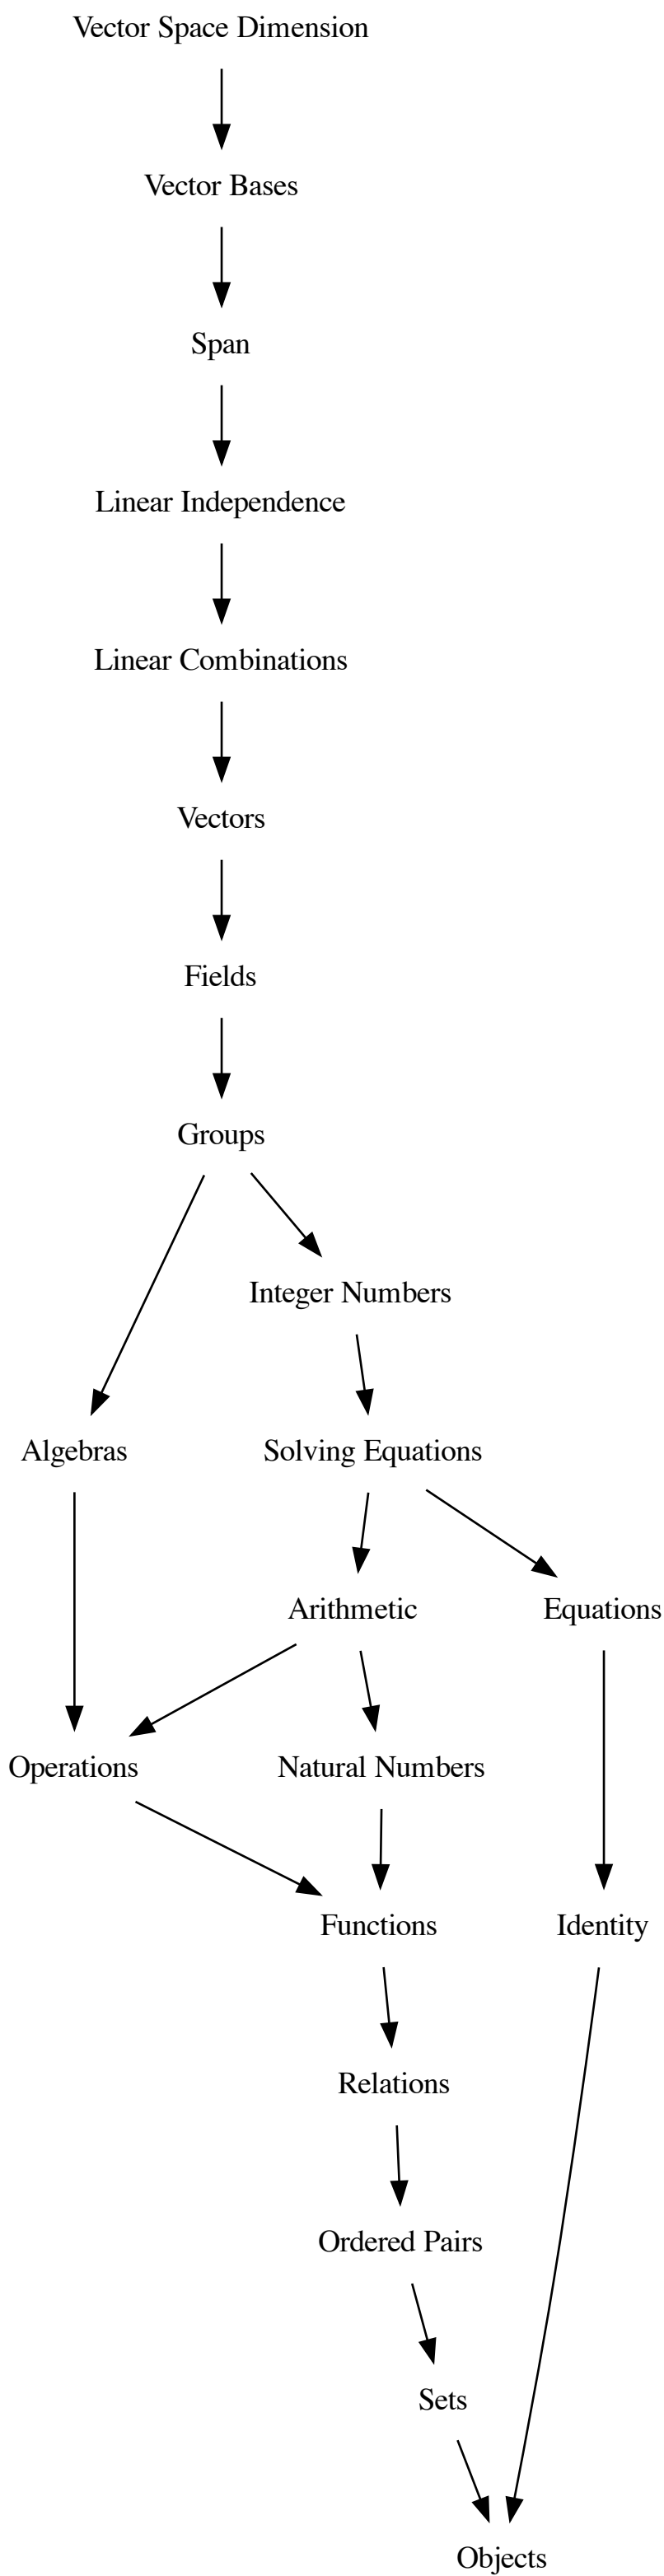 Vector Space Dimension
Vector Bases
Span
Linear Independence
Linear Combinations
Vectors
Fields
Groups
Integer Numbers
Algebras
Solving Equations
Arithmetic
Equations
Operations
Natural Numbers
Functions
Identity
Relations
Ordered Pairs
Sets
Objects